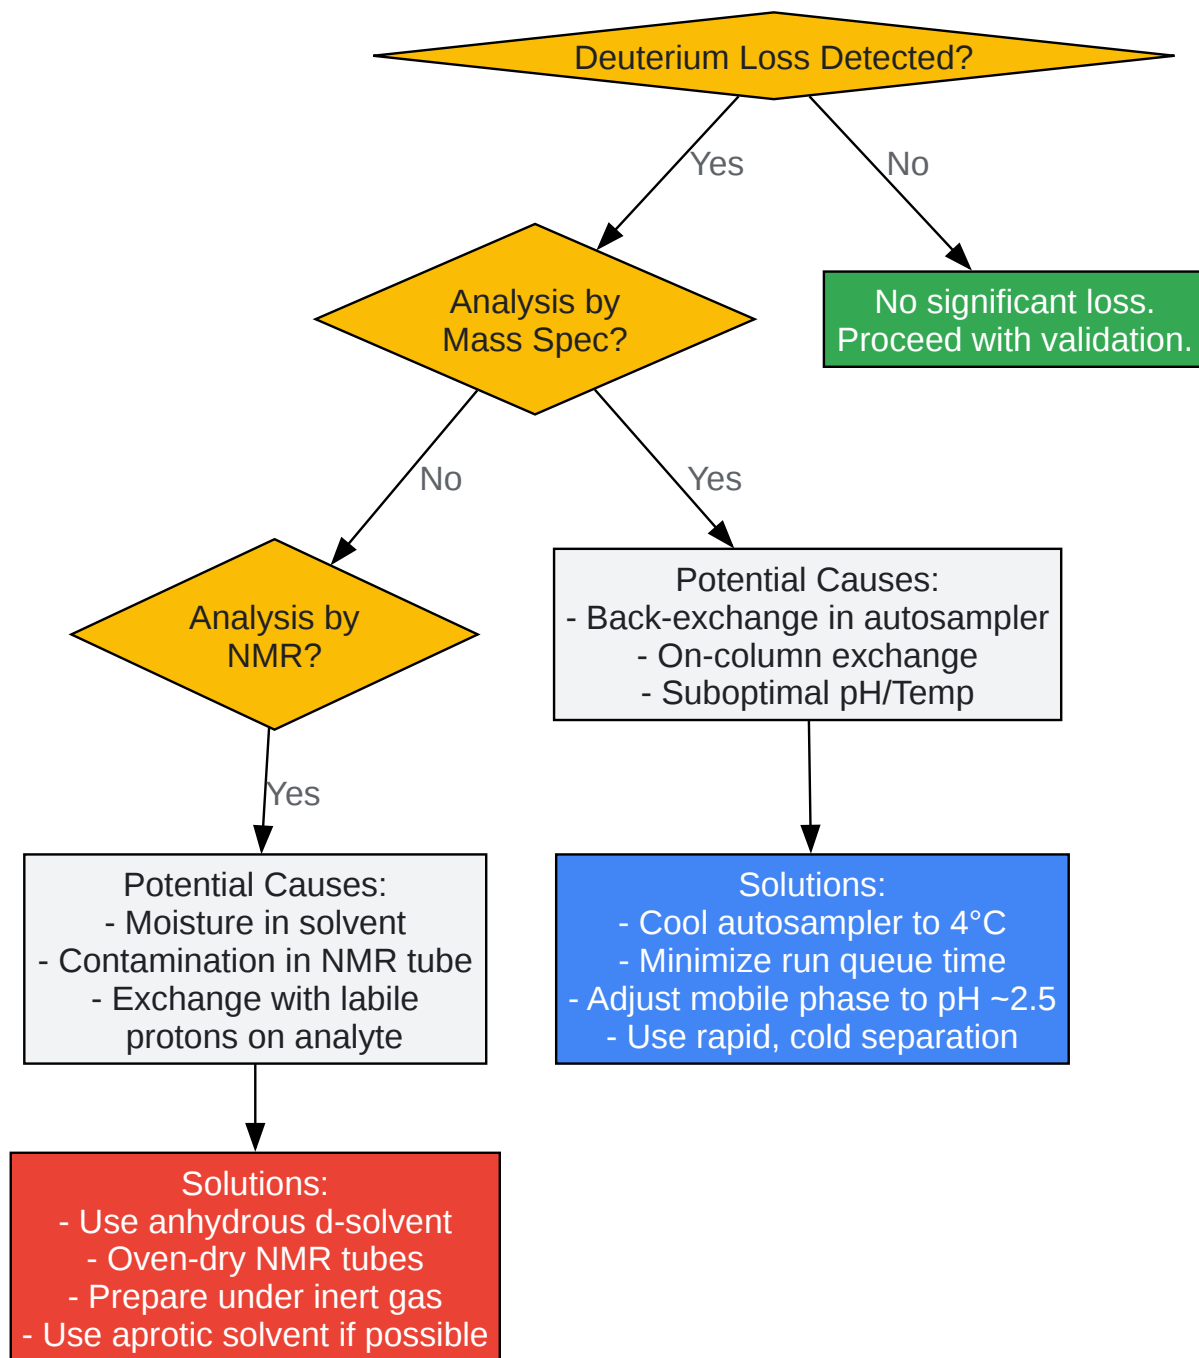 Deuterium Loss Detected?
Yes
No
Analysis by
Mass Spec?
No significant loss.
Proceed with validation.
No
Yes
Analysis by
NMR?
Potential Causes:
- Back-exchange in autosampler
- On-column exchange
- Suboptimal pH/Temp
Yes
Potential Causes:
- Moisture in solvent
- Contamination in NMR tube
- Exchange with labile
protons on analyte
Solutions:
- Cool autosampler to 4°C
- Minimize run queue time
- Adjust mobile phase to pH ~2.5
- Use rapid, cold separation
Solutions:
- Use anhydrous d-solvent
- Oven-dry NMR tubes
- Prepare under inert gas
- Use aprotic solvent if possible